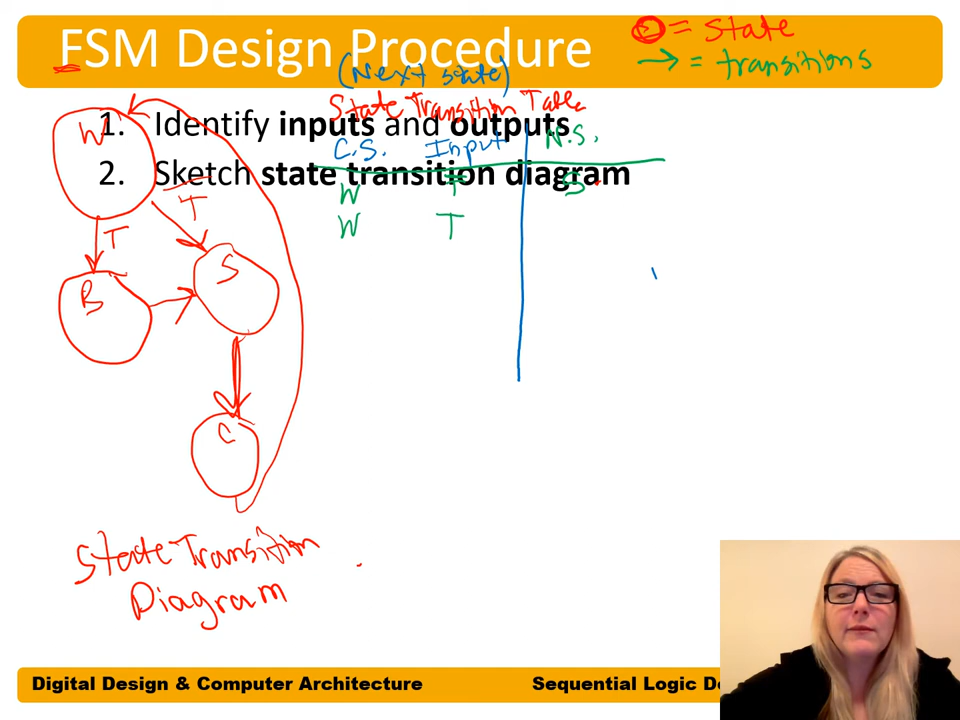 FSM Design Procedure
= State
→ = transitions
(Next state)
State Transition Table
1. Identify inputs and outputs
2. Sketch state transition diagram
C.S. Input N.S.
W T̅ S
W T
W
T̅
T
S
B
C
State Transition
Diagram
Digital Design & Computer Architecture
Sequential Logic